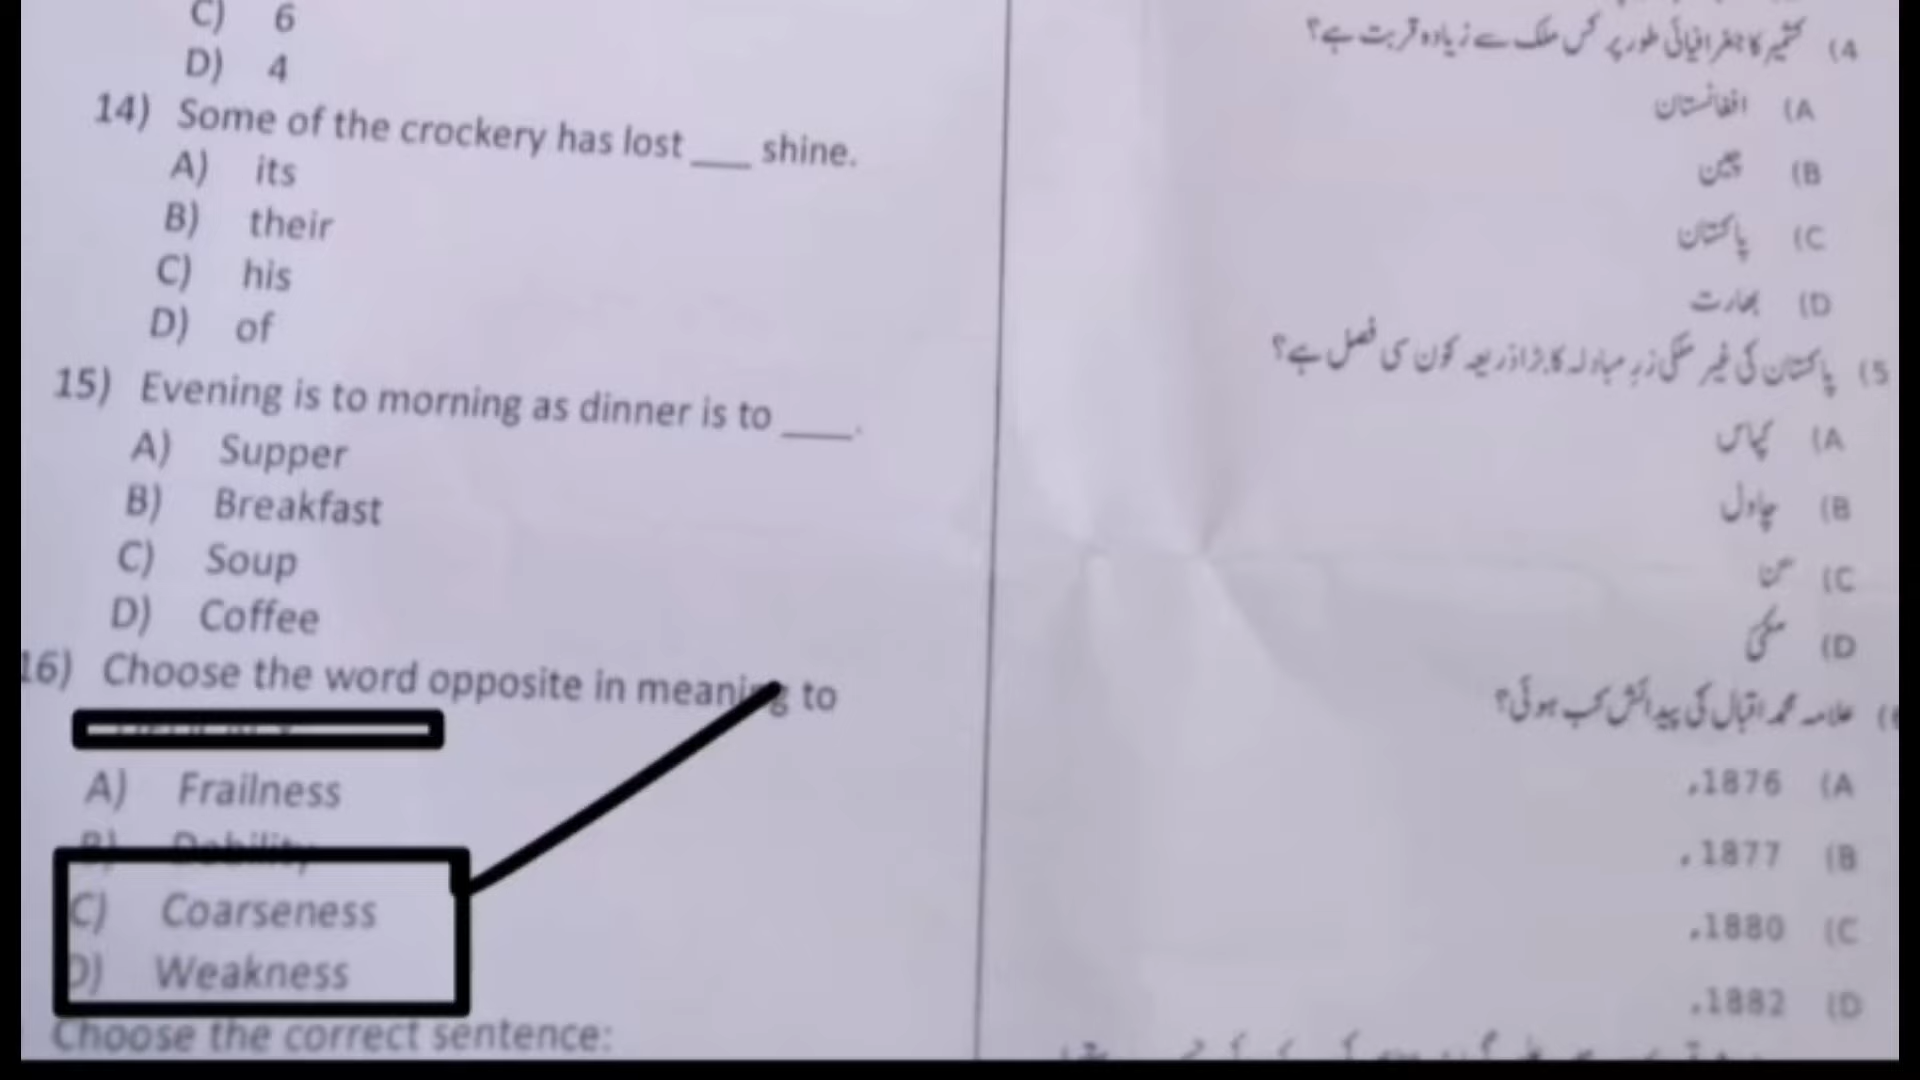 C) 6
D) 4
14) Some of the crockery has lost ___ shine.
A) its
B) their
C) his
D) of
15) Evening is to morning as dinner is to ____.
A) Supper
B) Breakfast
C) Soup
D) Coffee
16) Choose the word opposite in meaning to
A) Frailness
B) Debility
C) Coarseness
D) Weakness
Choose the correct sentence:
4) کشمیر کا جغرافیائی طور پر کس ملک سے زیادہ قربت ہے؟
A) افغانستان
B) چین
C) پاکستان
D) بھارت
5) پاکستان کی غیر ملکی زرِ مبادلہ کا بڑا ذریعہ کون سی فصل ہے؟
A) کپاس
B) چاول
C)
D) مکئی
علامہ محمد اقبال کی پیدائش کب ہوئی؟
A) 1876ء
B) 1877ء
C) 1880ء
D) 1882ء